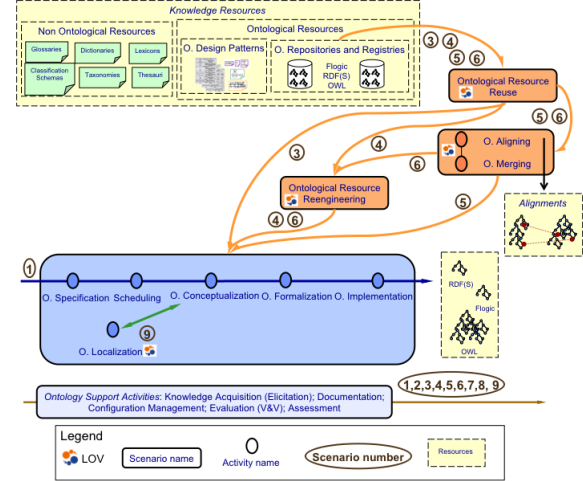 Knowledge Resources
Non Ontological Resources
Glossaries
Dictionaries
Lexicons
Classification
Schemes
Taxonomies
Thesauri
Ontological Resources
O. Design Patterns
O. Repositories and Registries
Flogic
RDF(S)
OWL
3 4
5 6
Ontological Resource
Reuse
5 6
3
4
O. Aligning
O. Merging
6
Ontological Resource
Reengineering
4 6
5
Alignments
1
O. Specification
Scheduling
O. Conceptualization
O. Formalization
O. Implementation
9
O. Localization
RDF(S)
Flogic
OWL
1,2,3,4,5,6,7,8, 9
Ontology Support Activities: Knowledge Acquisition (Elicitation); Documentation;
Configuration Management; Evaluation (V&V); Assessment
Legend
LOV
Scenario name
Activity name
Scenario number
Resources